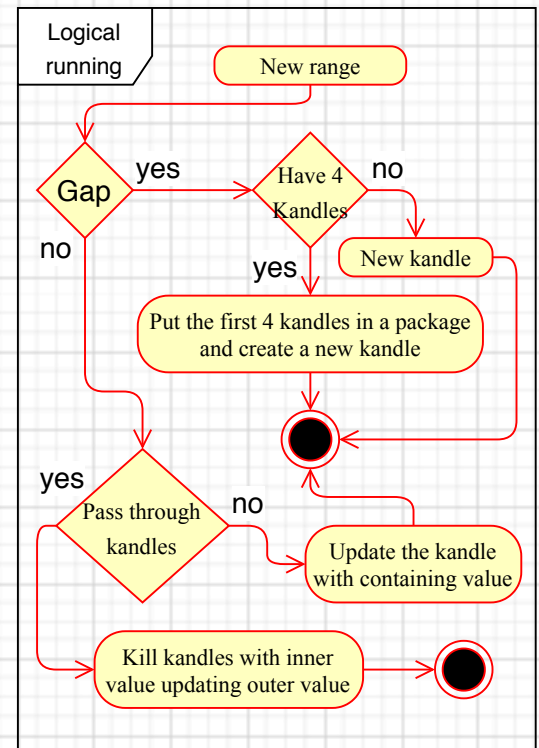 Logical
running
New range
Gap
yes
Have 4
Kandles
no
no
yes
New kandle
Put the first 4 kandles in a package
and create a new kandle
yes
Pass through
kandles
no
Update the kandle
with containing value
Kill kandles with inner
value updating outer value